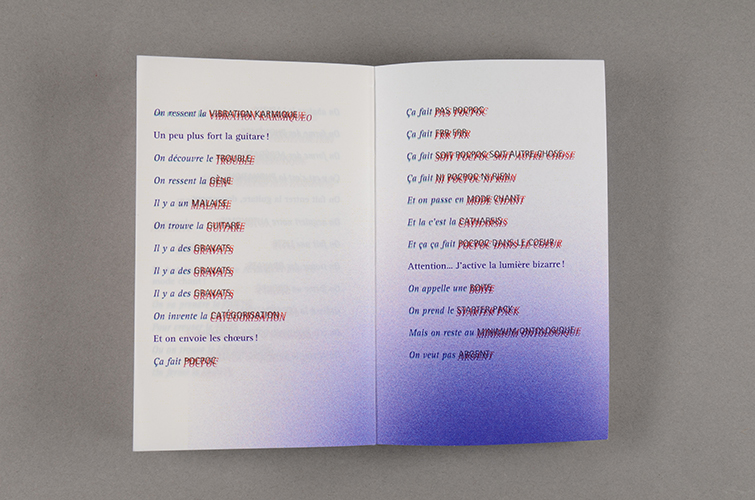 On ressent la VIBRATION KARMIQUE
Un peu plus fort la guitare !
On découvre le TROUBLE
On ressent la GÊNE
Il y a un MALAISE
On trouve la GUITARE
Il y a des GRAVATS
Il y a des GRAVATS
Il y a des GRAVATS
On invente la CATÉGORISATION
Et on envoie les chœurs !
Ça fait POCPOC
Ça fait PAS POCPOC
Ça fait FRR FRR
Ça fait SOIT POCPOC SOIT AUTRE CHOSE
Ça fait NI POCPOC NI RIEN
Et on passe en MODE CHANT
Et la c'est la CATHARSIS
Et ça ça fait POCPOC DANS LE COEUR
Attention... J'active la lumière bizarre !
On appelle une BOITE
On prend le STARTER PACK
Mais on reste au MINIMUM ONTOLOGIQUE
On veut pas ARGENT